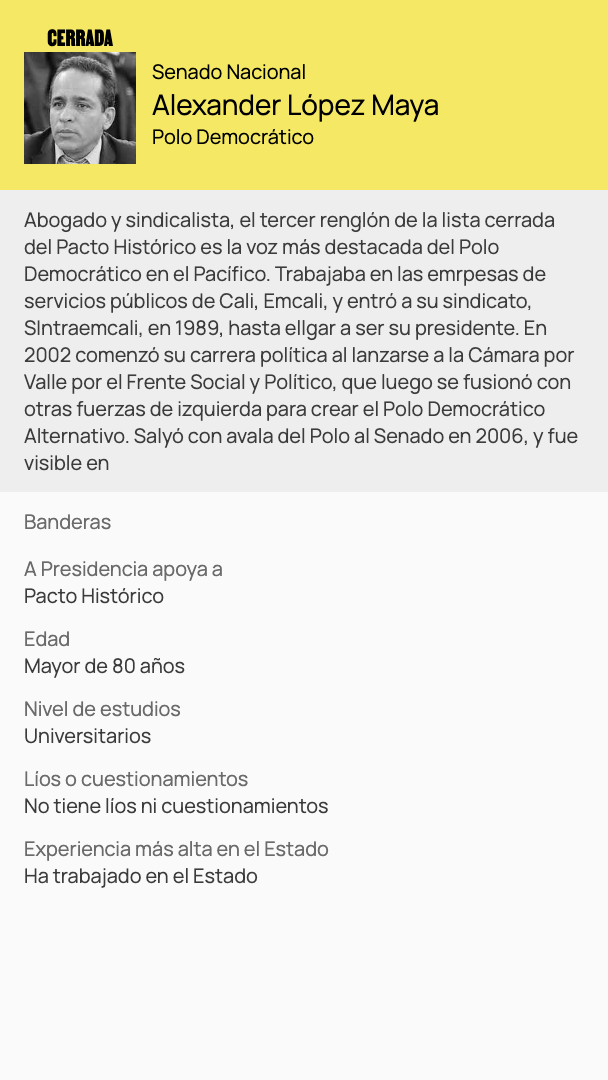 CERRADA
Senado Nacional
Alexander López Maya
Polo Democrático
Abogado y sindicalista, el tercer renglón de la lista cerrada
del Pacto Histórico es la voz más destacada del Polo
Democrático en el Pacífico. Trabajaba en las emrpesas de
servicios públicos de Cali, Emcali, y entró a su sindicato,
SIntraemcali, en 1989, hasta ellgar a ser su presidente. En
2002 comenzó su carrera política al lanzarse a la Cámara por
Valle por el Frente Social y Político, que luego se fusionó con
otras fuerzas de izquierda para crear el Polo Democrático
Alternativo. Salyó con avala del Polo al Senado en 2006, y fue
visible en
Banderas
A Presidencia apoya a
Pacto Histórico
Edad
Mayor de 80 años
Nivel de estudios
Universitarios
Líos o cuestionamientos
No tiene líos ni cuestionamientos
Experiencia más alta en el Estado
Ha trabajado en el Estado